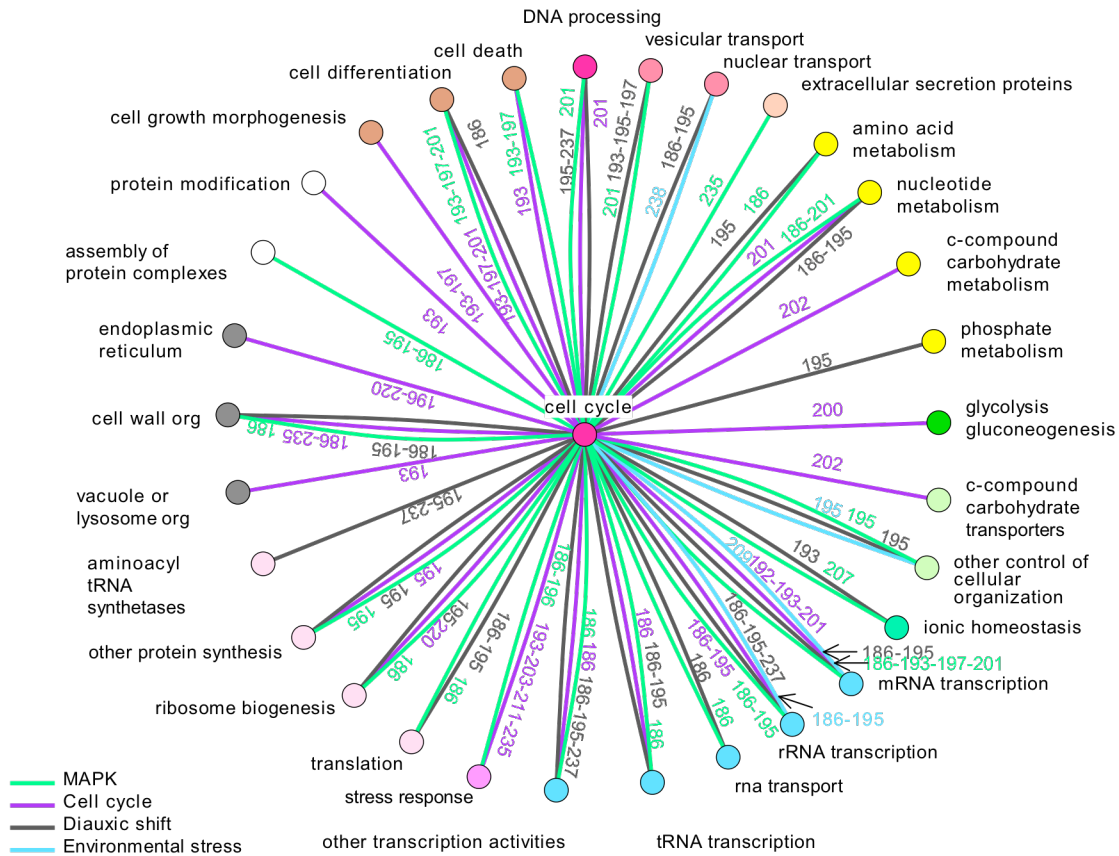 DNA processing
vesicular transport
nuclear transport
extracellular secretion proteins
amino acid
metabolism
nucleotide
metabolism
c-compound
carbohydrate
metabolism
phosphate
metabolism
glycolysis
gluconeogenesis
c-compound
carbohydrate
transporters
other control of
cellular
organization
ionic homeostasis
mRNA transcription
rRNA transcription
rna transport
tRNA transcription
other transcription activities
stress response
translation
ribosome biogenesis
other protein synthesis
aminoacyl
tRNA
synthetases
vacuole or
lysosome org
cell wall org
endoplasmic
reticulum
assembly of
protein complexes
protein modification
cell growth morphogenesis
cell differentiation
cell death
cell cycle
195-237
201
201
201
193-195-197
238
186-195
235
195
186
201
186-201
186-195
202
195
200
202
195
195
195
193
207
209
192-193-201
186-195
186-193-197-201
186-195-237
186-195
186-195
186-195
186
186
186
186-195
186
186
186
186-195-237
186-196
193-203-211-235
186-195
186
195-220
186
195
195
195
195-237
193
186
186-235
186-195
196-220
186-195
193
193-197
193-197-201
193-197-201
186
193-197
193
MAPK
Cell cycle
Diauxic shift
Environmental stress